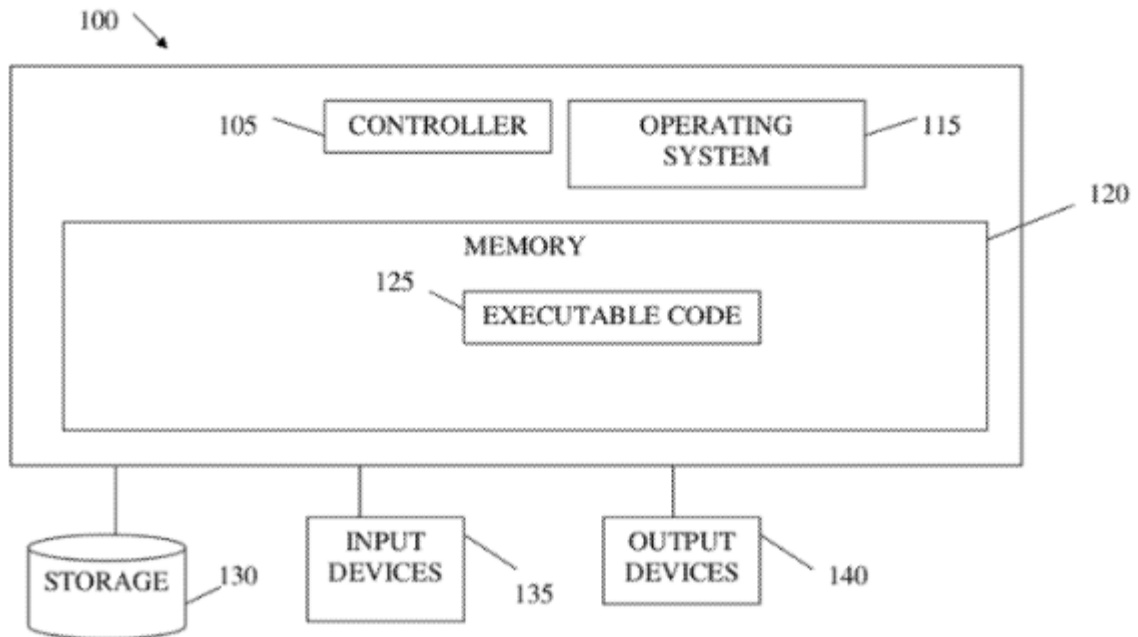 100
105
CONTROLLER
OPERATING
SYSTEM
115
120
MEMORY
125
EXECUTABLE CODE
STORAGE
130
INPUT
DEVICES
135
OUTPUT
DEVICES
140